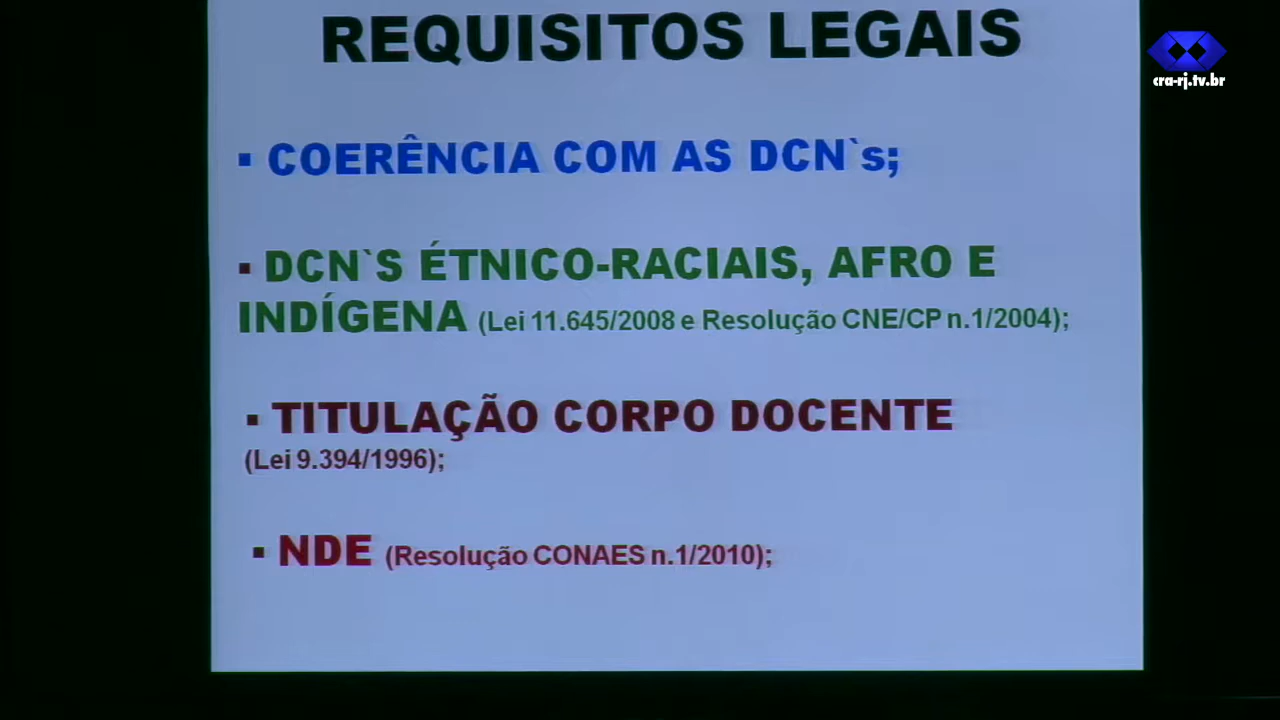 REQUISITOS LEGAIS
cra-rj.tv.br
▪ COERÊNCIA COM AS DCN`s;
▪ DCN`S ÉTNICO-RACIAIS, AFRO E
INDÍGENA (Lei 11.645/2008 e Resolução CNE/CP n.1/2004);
▪ TITULAÇÃO CORPO DOCENTE
(Lei 9.394/1996);
▪ NDE (Resolução CONAES n.1/2010);